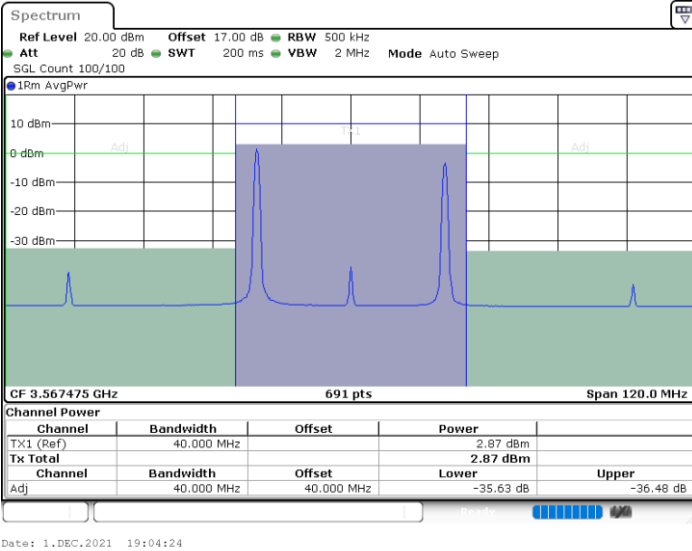 Spectrum
Ref Level 20.00 dBm Offset 17.00 dB RBW 500 kHz
Att 20 dB SWT 200 ms VBW 2 MHz Mode Auto Sweep
SGL Count 100/100
1Rm AvgPwr
10 dBm
TX1
Adj
Adj
0 dBm
-10 dBm
-20 dBm
-30 dBm
CF 3.567475 GHz 691 pts Span 120.0 MHz
Channel Power
Channel Bandwidth Offset Power
TX1 (Ref) 40.000 MHz 2.87 dBm
Tx Total 2.87 dBm
Channel Bandwidth Offset Lower Upper
Adj 40.000 MHz 40.000 MHz -35.63 dB -36.48 dB
Ready
Date: 1.DEC.2021 19:04:24